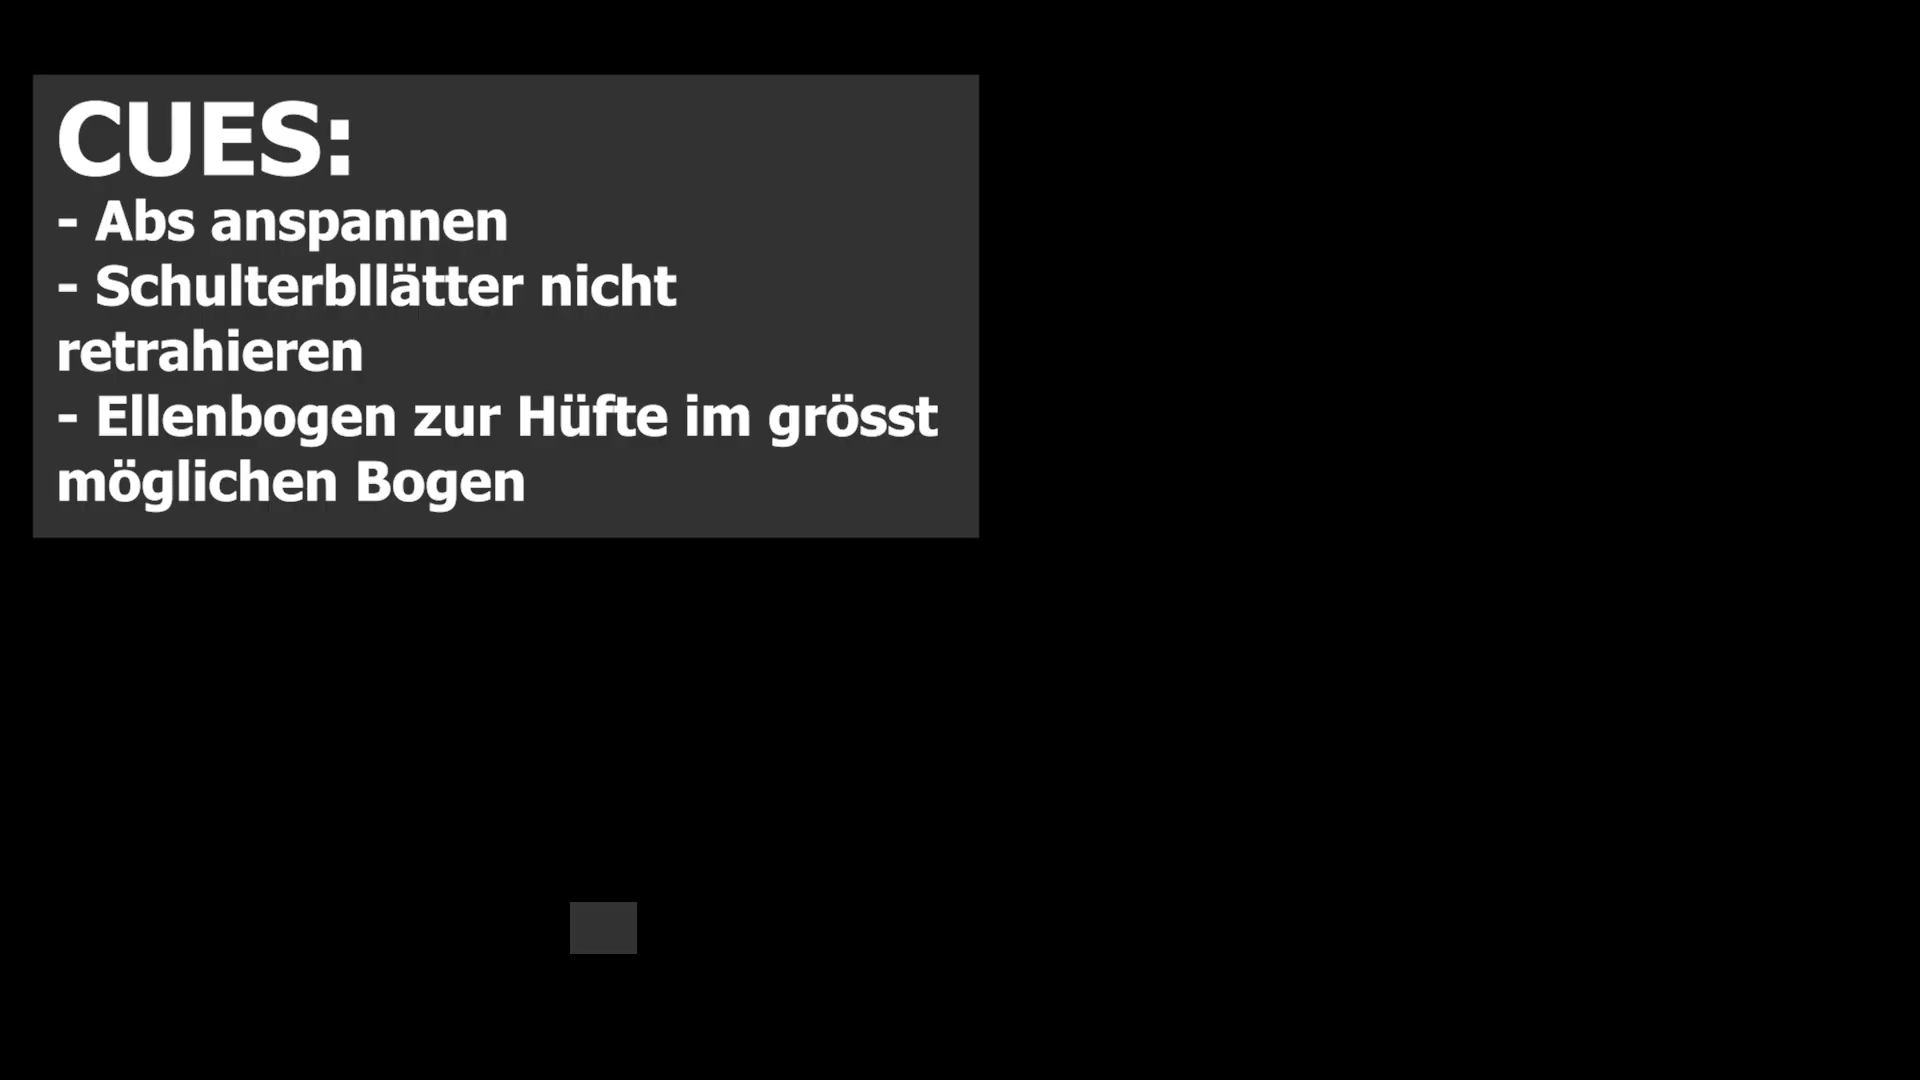 CUES:
- Abs anspannen
- Schulterbllätter nicht
retrahieren
- Ellenbogen zur Hüfte im grösst
möglichen Bogen